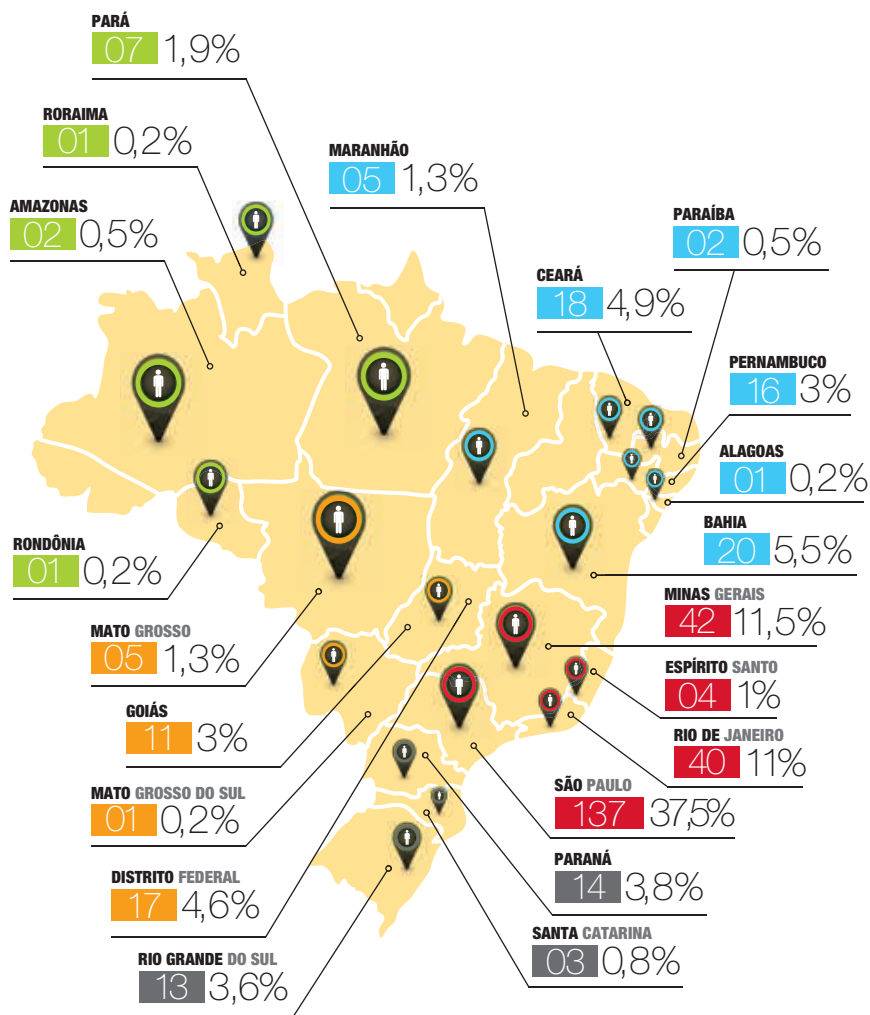 PARÁ
07 1,9%
RORAIMA
01 0,2%
AMAZONAS
02 0,5%
MARANHÃO
05 1,3%
PARAÍBA
02 0,5%
CEARÁ
18 4,9%
PERNAMBUCO
16 3%
ALAGOAS
01 0,2%
BAHIA
20 5,5%
RONDÔNIA
01 0,2%
MINAS GERAIS
42 11,5%
MATO GROSSO
05 1,3%
ESPÍRITO SANTO
04 1%
GOIÁS
11 3%
RIO DE JANEIRO
40 11%
MATO GROSSO DO SUL
01 0,2%
SÃO PAULO
137 37,5%
DISTRITO FEDERAL
17 4,6%
PARANÁ
14 3,8%
RIO GRANDE DO SUL
13 3,6%
SANTA CATARINA
03 0,8%